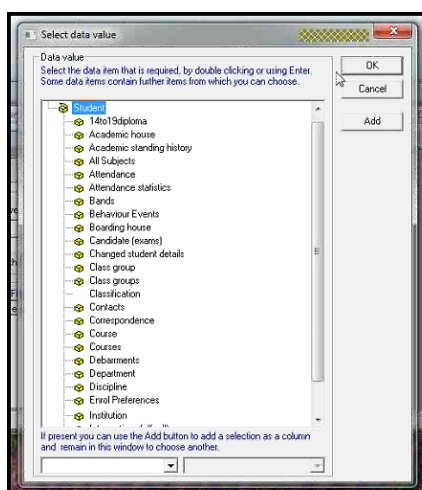 Select data value
Data value
Select the data item that is required, by double clicking or using Enter.
Some data items contain further items from which you can choose.
OK
Cancel
Add
Student
14to19diploma
Academic house
Academic standing history
All Subjects
Attendance
Attendance statistics
Bands
Behaviour Events
Boarding house
Candidate (exams)
Changed student details
Class group
Class groups
Classification
Contacts
Correspondence
Course
Courses
Debarments
Department
Discipline
Enrol Preferences
Institution
If present you can use the Add button to add a selection as a column
and remain in this window to choose another.